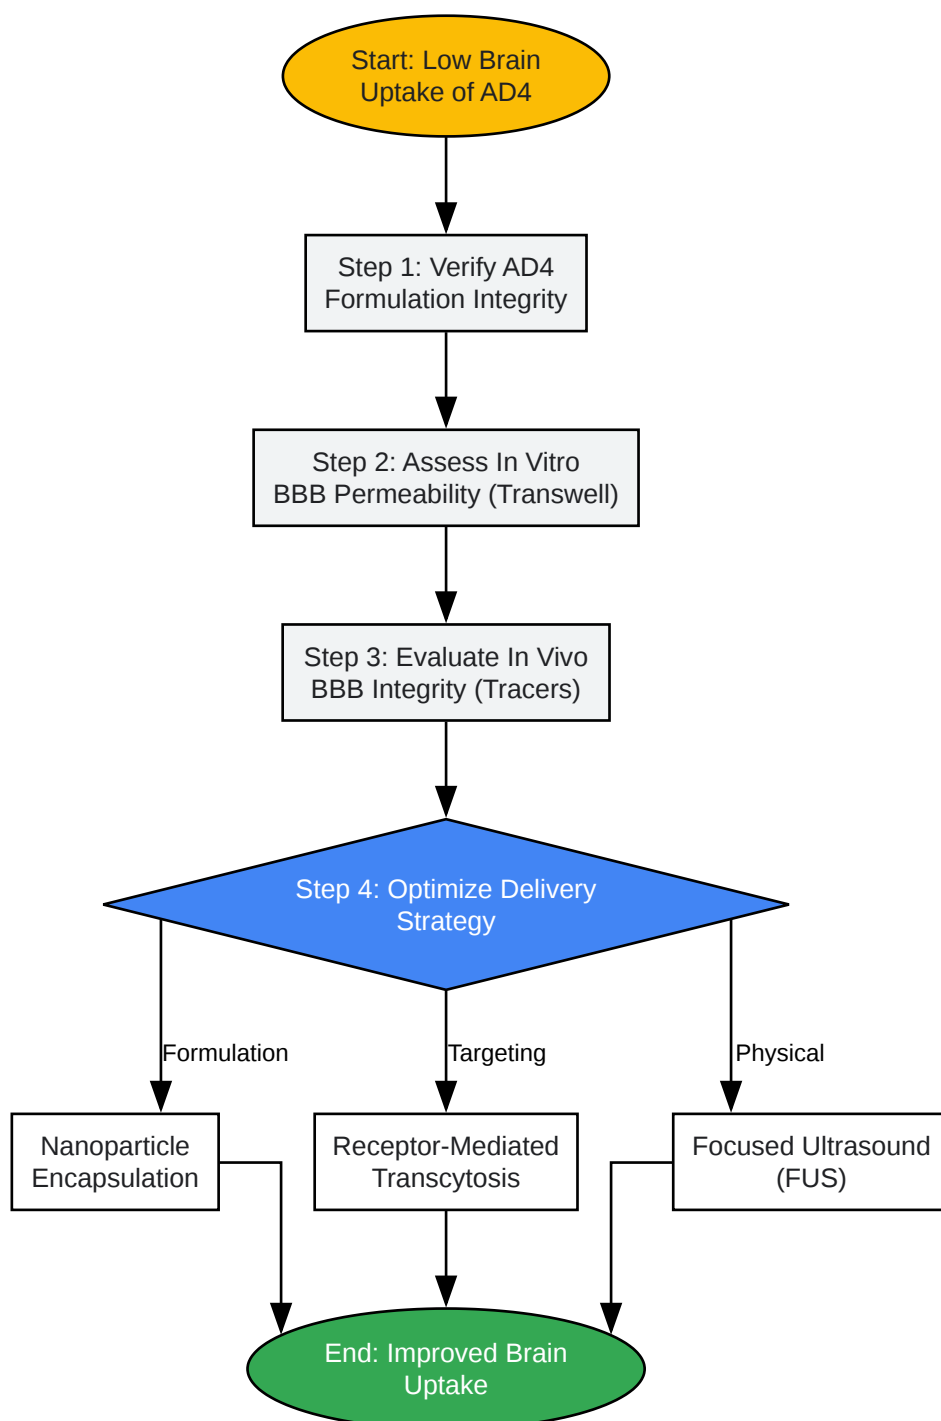 Start: Low Brain
Uptake of AD4
Step 1: Verify AD4
Formulation Integrity
Step 2: Assess In Vitro
BBB Permeability (Transwell)
Step 3: Evaluate In Vivo
BBB Integrity (Tracers)
Step 4: Optimize Delivery
Strategy
Formulation
Targeting
Physical
Nanoparticle
Encapsulation
Receptor-Mediated
Transcytosis
Focused Ultrasound
(FUS)
End: Improved Brain
Uptake